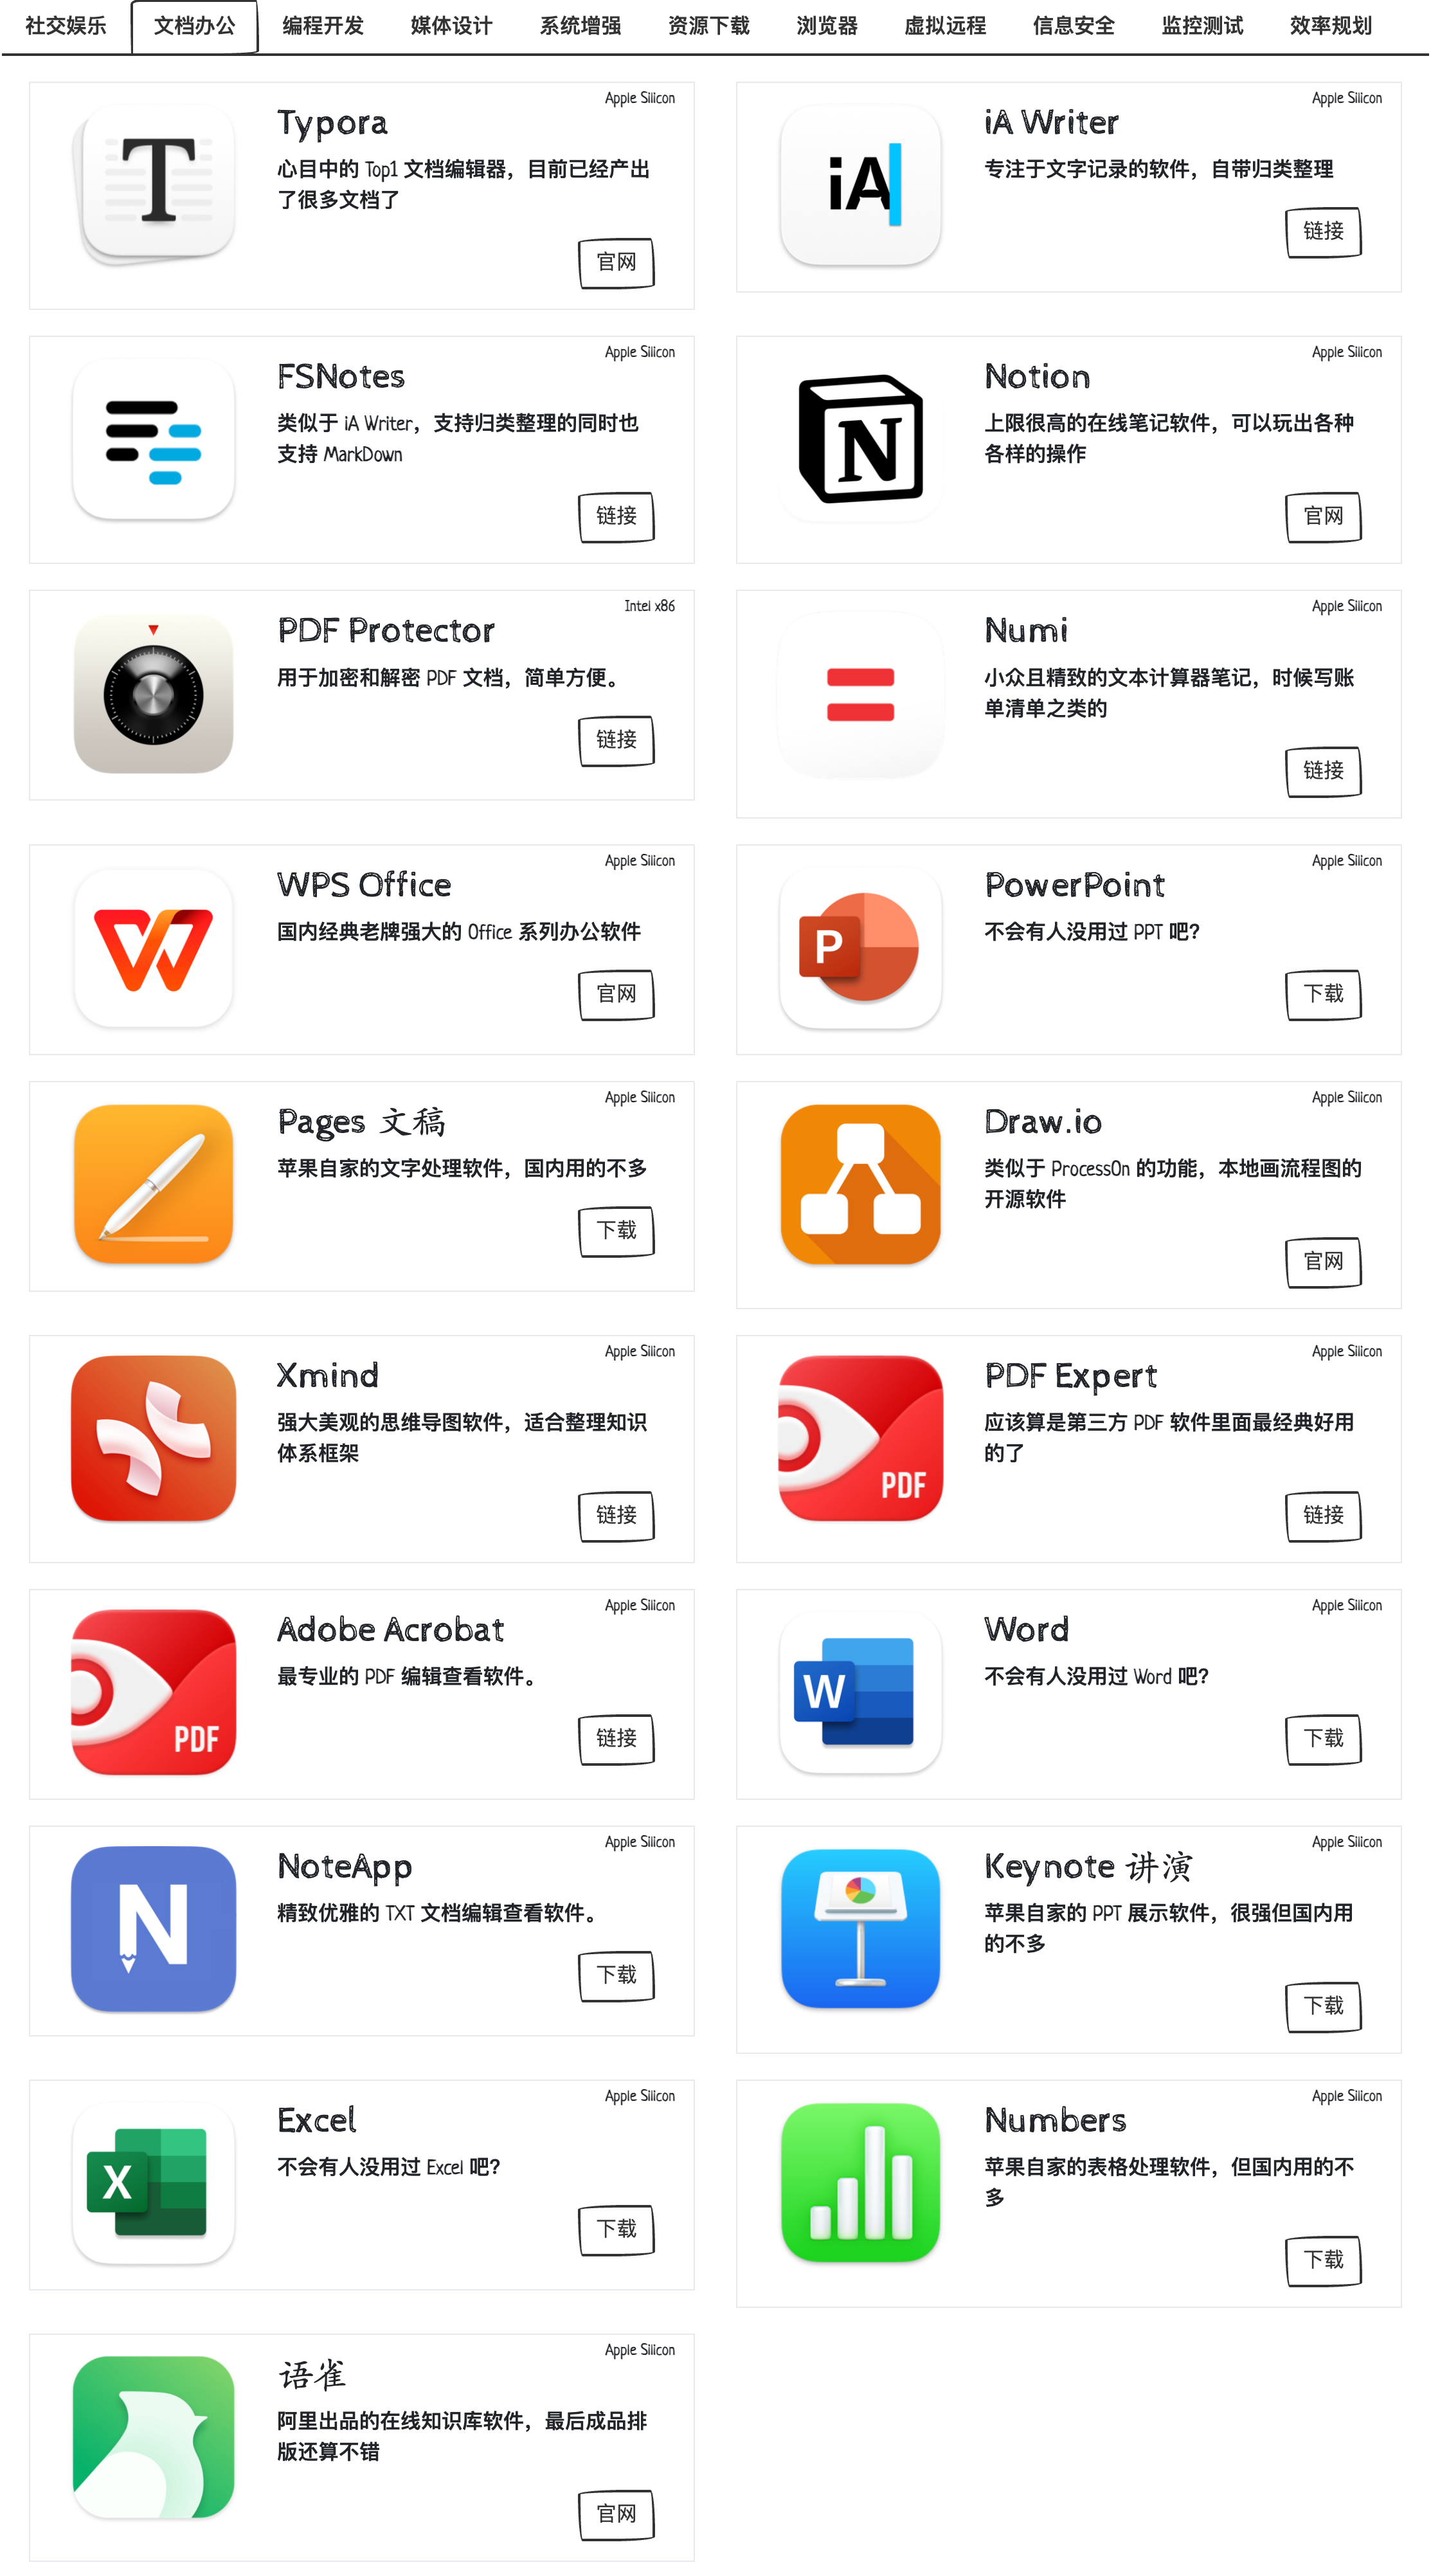 社交娱乐 文档办公 编程开发 媒体设计 系统增强 资源下载 浏览器 虚拟远程 信息安全 监控测试 效率规划
Apple Silicon
T
Typora
心目中的 Top1 文档编辑器，目前已经产出
了很多文档了
官网
Apple Silicon
iA
iA Writer
专注于文字记录的软件，自带归类整理
链接
Apple Silicon
FSNotes
类似于 iA Writer，支持归类整理的同时也
支持 MarkDown
链接
Apple Silicon
N
Notion
上限很高的在线笔记软件，可以玩出各种
各样的操作
官网
Intel x86
PDF Protector
用于加密和解密 PDF 文档，简单方便。
链接
Apple Silicon
Numi
小众且精致的文本计算器笔记，时候写账
单清单之类的
链接
Apple Silicon
W
WPS Office
国内经典老牌强大的 Office 系列办公软件
官网
Apple Silicon
P
PowerPoint
不会有人没用过 PPT 吧？
下载
Apple Silicon
Pages 文稿
苹果自家的文字处理软件，国内用的不多
下载
Apple Silicon
Draw.io
类似于 ProcessOn 的功能，本地画流程图的
开源软件
官网
Apple Silicon
Xmind
强大美观的思维导图软件，适合整理知识
体系框架
链接
Apple Silicon
PDF
PDF Expert
应该算是第三方 PDF 软件里面最经典好用
的了
链接
Apple Silicon
PDF
Adobe Acrobat
最专业的 PDF 编辑查看软件。
链接
Apple Silicon
W
Word
不会有人没用过 Word 吧？
下载
Apple Silicon
N
NoteApp
精致优雅的 TXT 文档编辑查看软件。
下载
Apple Silicon
Keynote 讲演
苹果自家的 PPT 展示软件，很强但国内用
的不多
下载
Apple Silicon
X
Excel
不会有人没用过 Excel 吧？
下载
Apple Silicon
Numbers
苹果自家的表格处理软件，但国内用的不
多
下载
Apple Silicon
语雀
阿里出品的在线知识库软件，最后成品排
版还算不错
官网